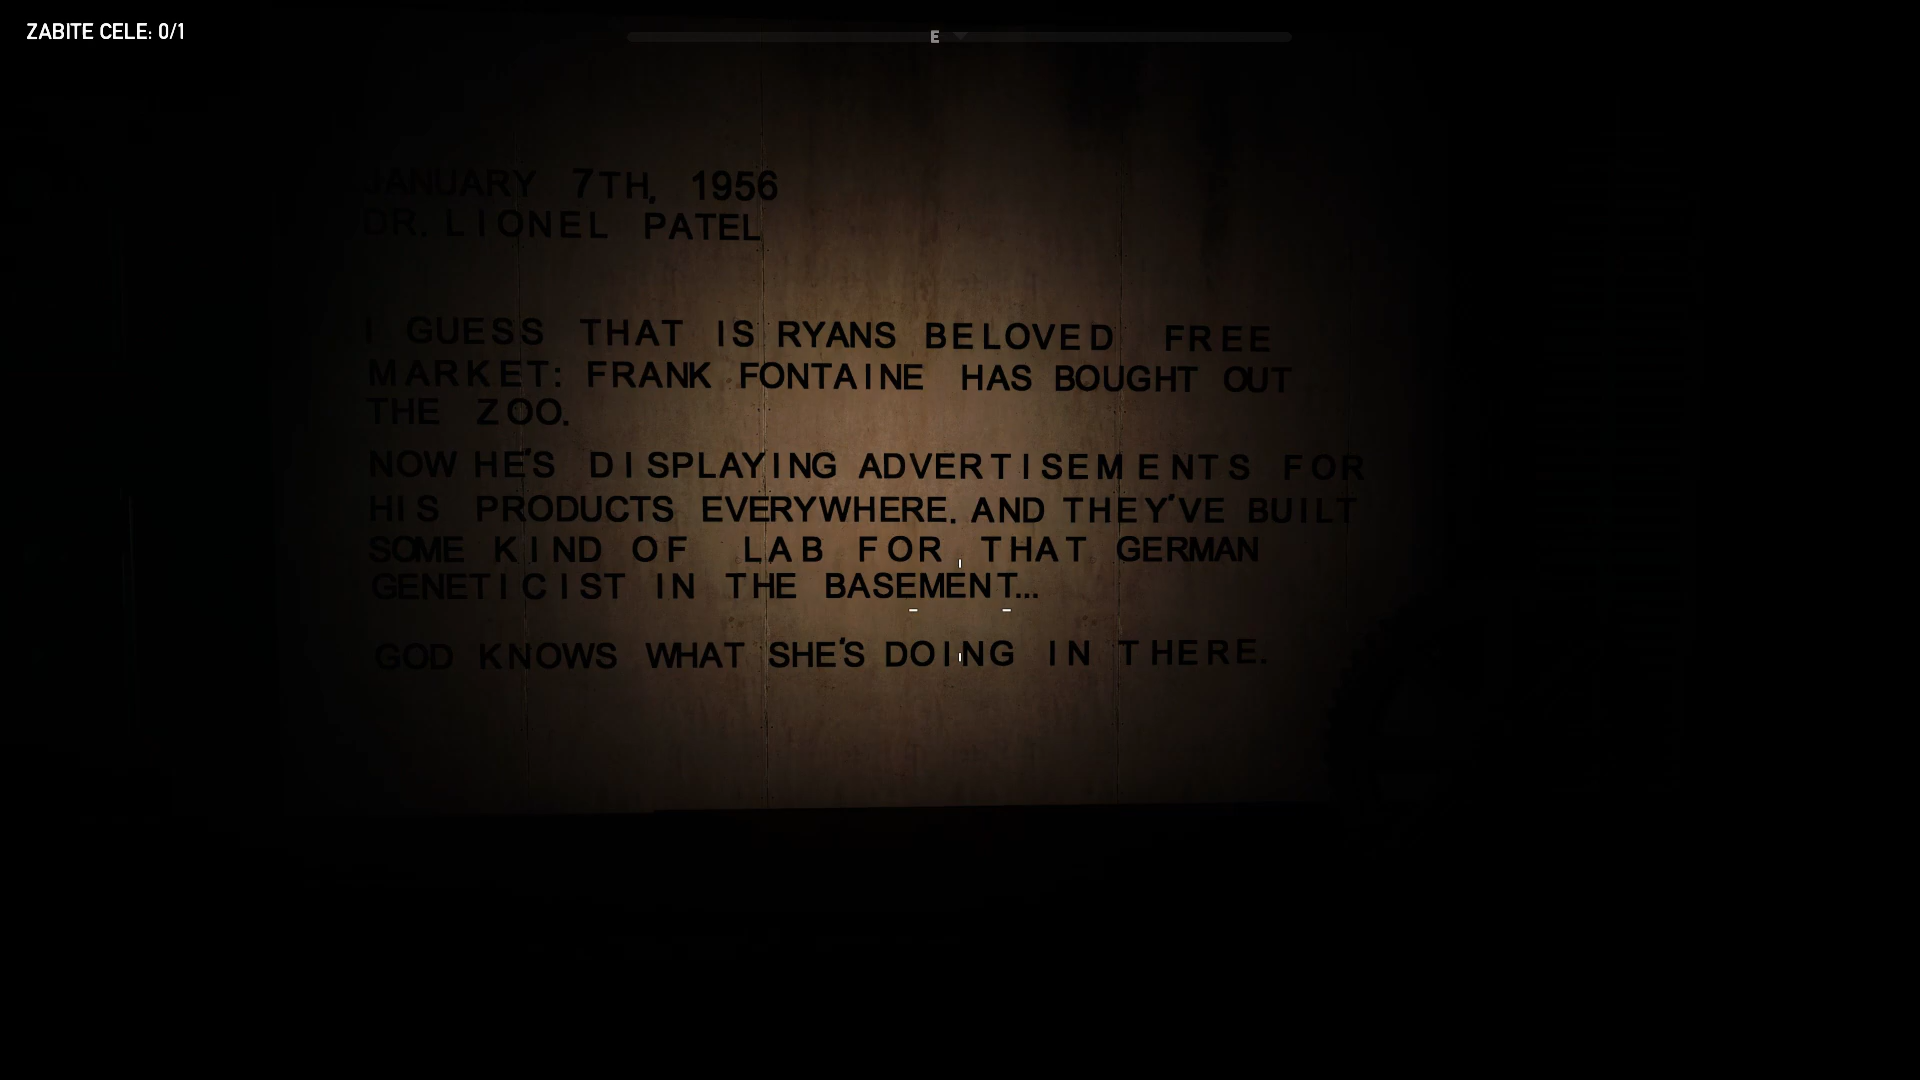 ZABITE CELE: 0/1
E
JANUARY 7TH, 1956
DR. LIONEL PATEL
I GUESS THAT IS RYANS BELOVED FREE
MARKET: FRANK FONTAINE HAS BOUGHT OUT
THE ZOO.
NOW HE'S DISPLAYING ADVERTISEMENTS FOR
HIS PRODUCTS EVERYWHERE. AND THEY'VE BUILT
SOME KIND OF LAB FOR THAT GERMAN
GENETICIST IN THE BASEMENT...
GOD KNOWS WHAT SHE'S DOING IN THERE.